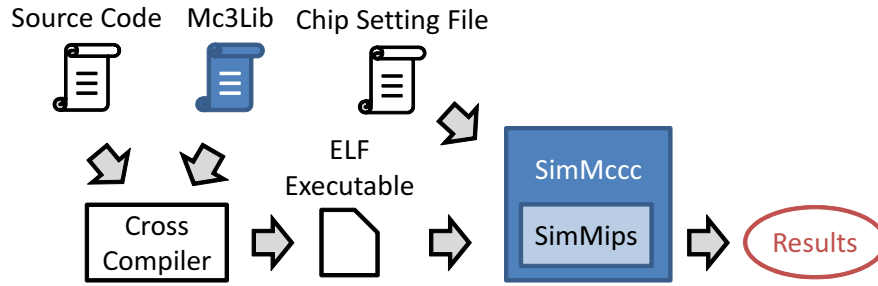 Source Code
Mc3Lib
Chip Setting File
ELF
Executable
SimMccc
Cross
Compiler
SimMips
Results